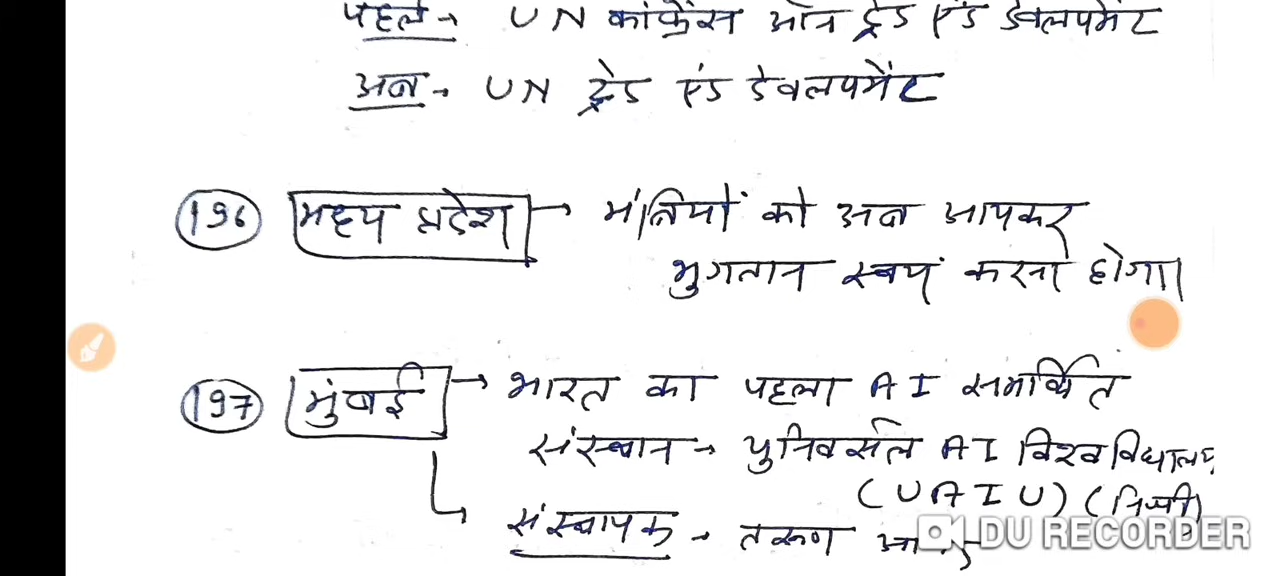 पहले → UN कांफ्रेंस ऑन ट्रेड एंड डेवलपमेंट
अब → UN ट्रेड एंड डेवलपमेंट
196 मध्य प्रदेश → मंत्रियों को अब आयकर
भुगतान स्वयं करना होगा।
197 मुंबई → भारत का पहला AI समर्पित
संस्थान → युनिवर्सल AI विश्वविद्यालय
(UAIU) (निजी)
संस्थापक → तरूण
DU RECORDER